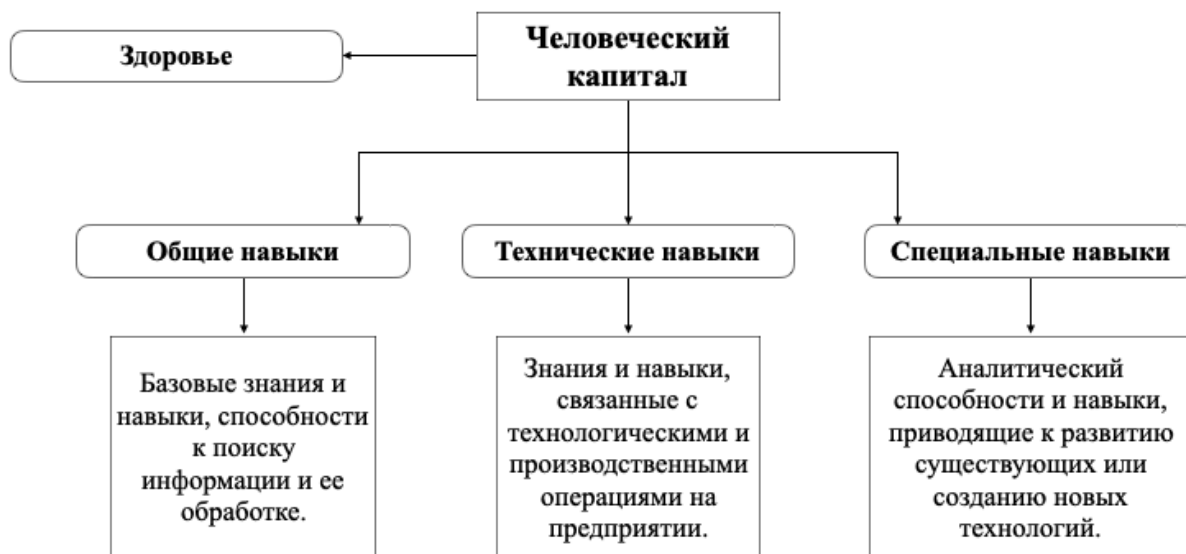 Здоровье
Человеческий
капитал
Общие навыки
Технические навыки
Специальные навыки
Базовые знания и
навыки, способности
к поиску
информации и ее
обработке.
Знания и навыки,
связанные с
технологическими и
производственными
операциями на
предприятии.
Аналитический
способности и навыки,
приводящие к развитию
существующих или
созданию новых
технологий.